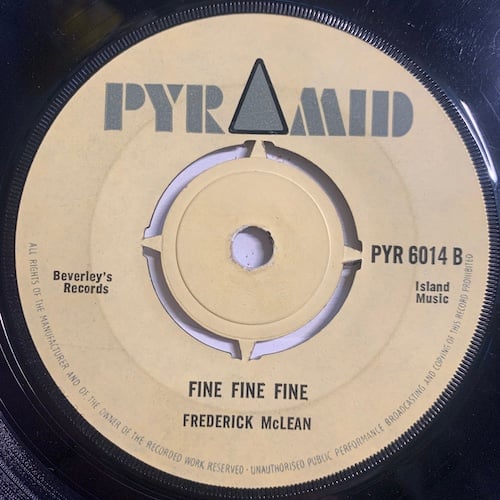 PYRAMID
PYR 6014 B
Beverley's
Records
Island
Music
FINE FINE FINE
FREDERICK McLEAN
ALL RIGHTS OF THE MANUFACTURER AND OF THE OWNER OF THE RECORDED WORK RESERVED · UNAUTHORISED PUBLIC PERFORMANCE BROADCASTING AND COPYING OF THIS RECORD PROHIBITED